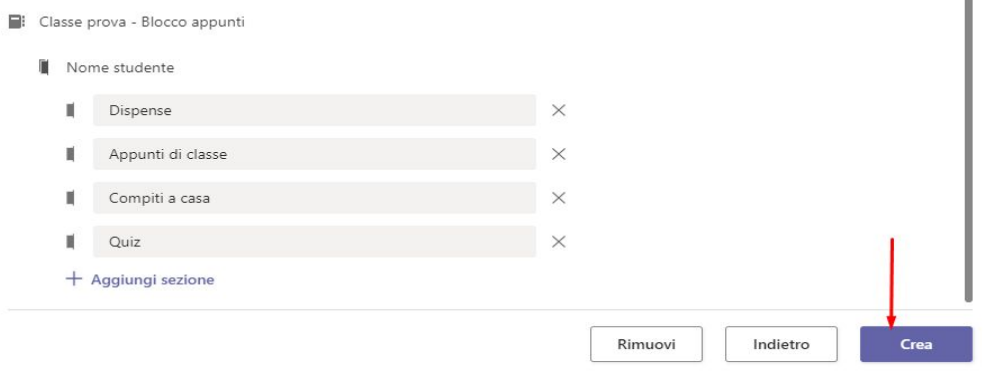 Classe prova - Blocco appunti
Nome studente
Dispense
Appunti di classe
Compiti a casa
Quiz
Aggiungi sezione
Rimuovi Indietro Crea